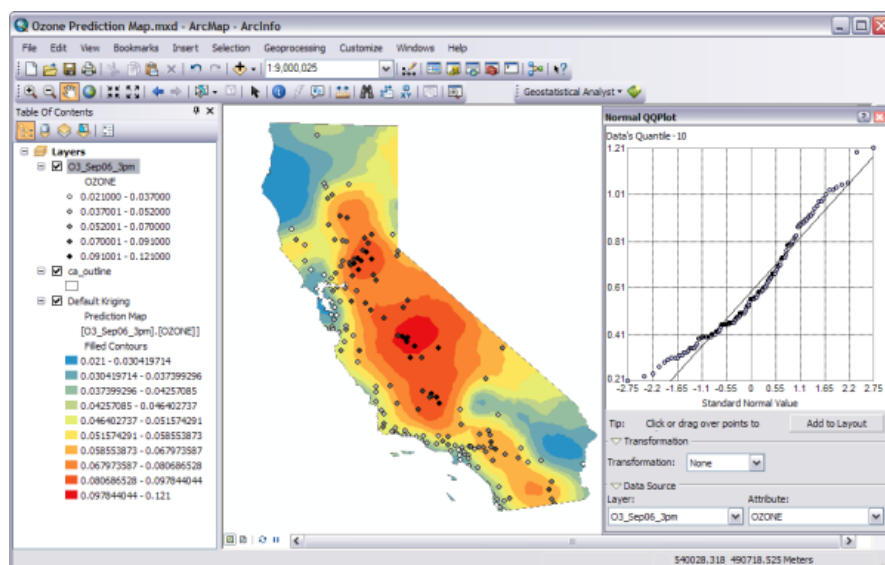 Ozone Prediction Map.mxd - ArcMap - ArcInfo
File Edit View Bookmarks Insert Selection Geoprocessing Customize Windows Help
1:9,000,025
Geostatistical Analyst
Table Of Contents
Layers
O3_Sep06_3pm
OZONE
0.021000 - 0.037000
0.037001 - 0.052000
0.052001 - 0.070000
0.070001 - 0.091000
0.091001 - 0.121000
ca_outline
Default Kriging
Prediction Map
[O3_Sep06_3pm].[OZONE]]
Filled Contours
0.021 - 0.030419714
0.030419714 - 0.037399296
0.037399296 - 0.04257085
0.04257085 - 0.046402737
0.046402737 - 0.051574291
0.051574291 - 0.058553873
0.058553873 - 0.067973587
0.067973587 - 0.080686528
0.080686528 - 0.097844044
0.097844044 - 0.121
Normal QQPlot
Data's Quantile ·10
1.21
1.01
0.81
0.61
0.41
0.21
-2.75 -2.2 -1.65 -1.1 -0.55 0 0.55 1.1 1.65 2.2 2.75
Standard Normal Value
Tip: Click or drag over points to Add to Layout
Transformation
Transformation: None
Data Source
Layer: Attribute:
O3_Sep06_3pm OZONE
540028.318 490718.525 Meters